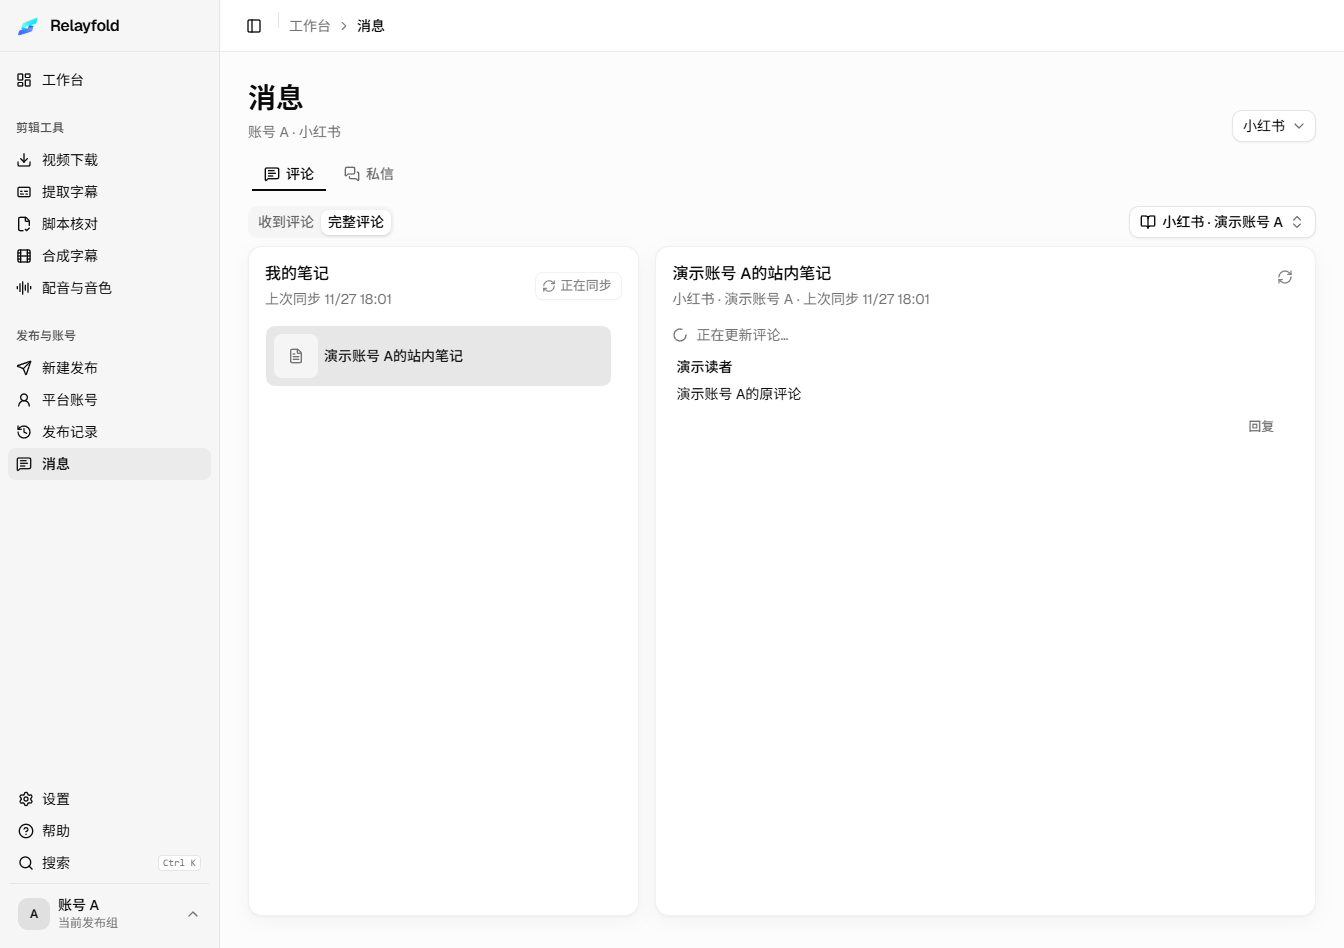 Relayfold
工作台
剪辑工具
视频下载
提取字幕
脚本核对
合成字幕
配音与音色
发布与账号
新建发布
平台账号
发布记录
消息
设置
帮助
搜索 Ctrl K
A 账号 A
当前发布组
工作台 > 消息
消息
账号 A · 小红书
小红书
评论 私信
收到评论 完整评论
小红书 · 演示账号 A
我的笔记
上次同步 11/27 18:01
正在同步
演示账号 A的站内笔记
演示账号 A的站内笔记
小红书 · 演示账号 A · 上次同步 11/27 18:01
正在更新评论...
演示读者
演示账号 A的原评论
回复